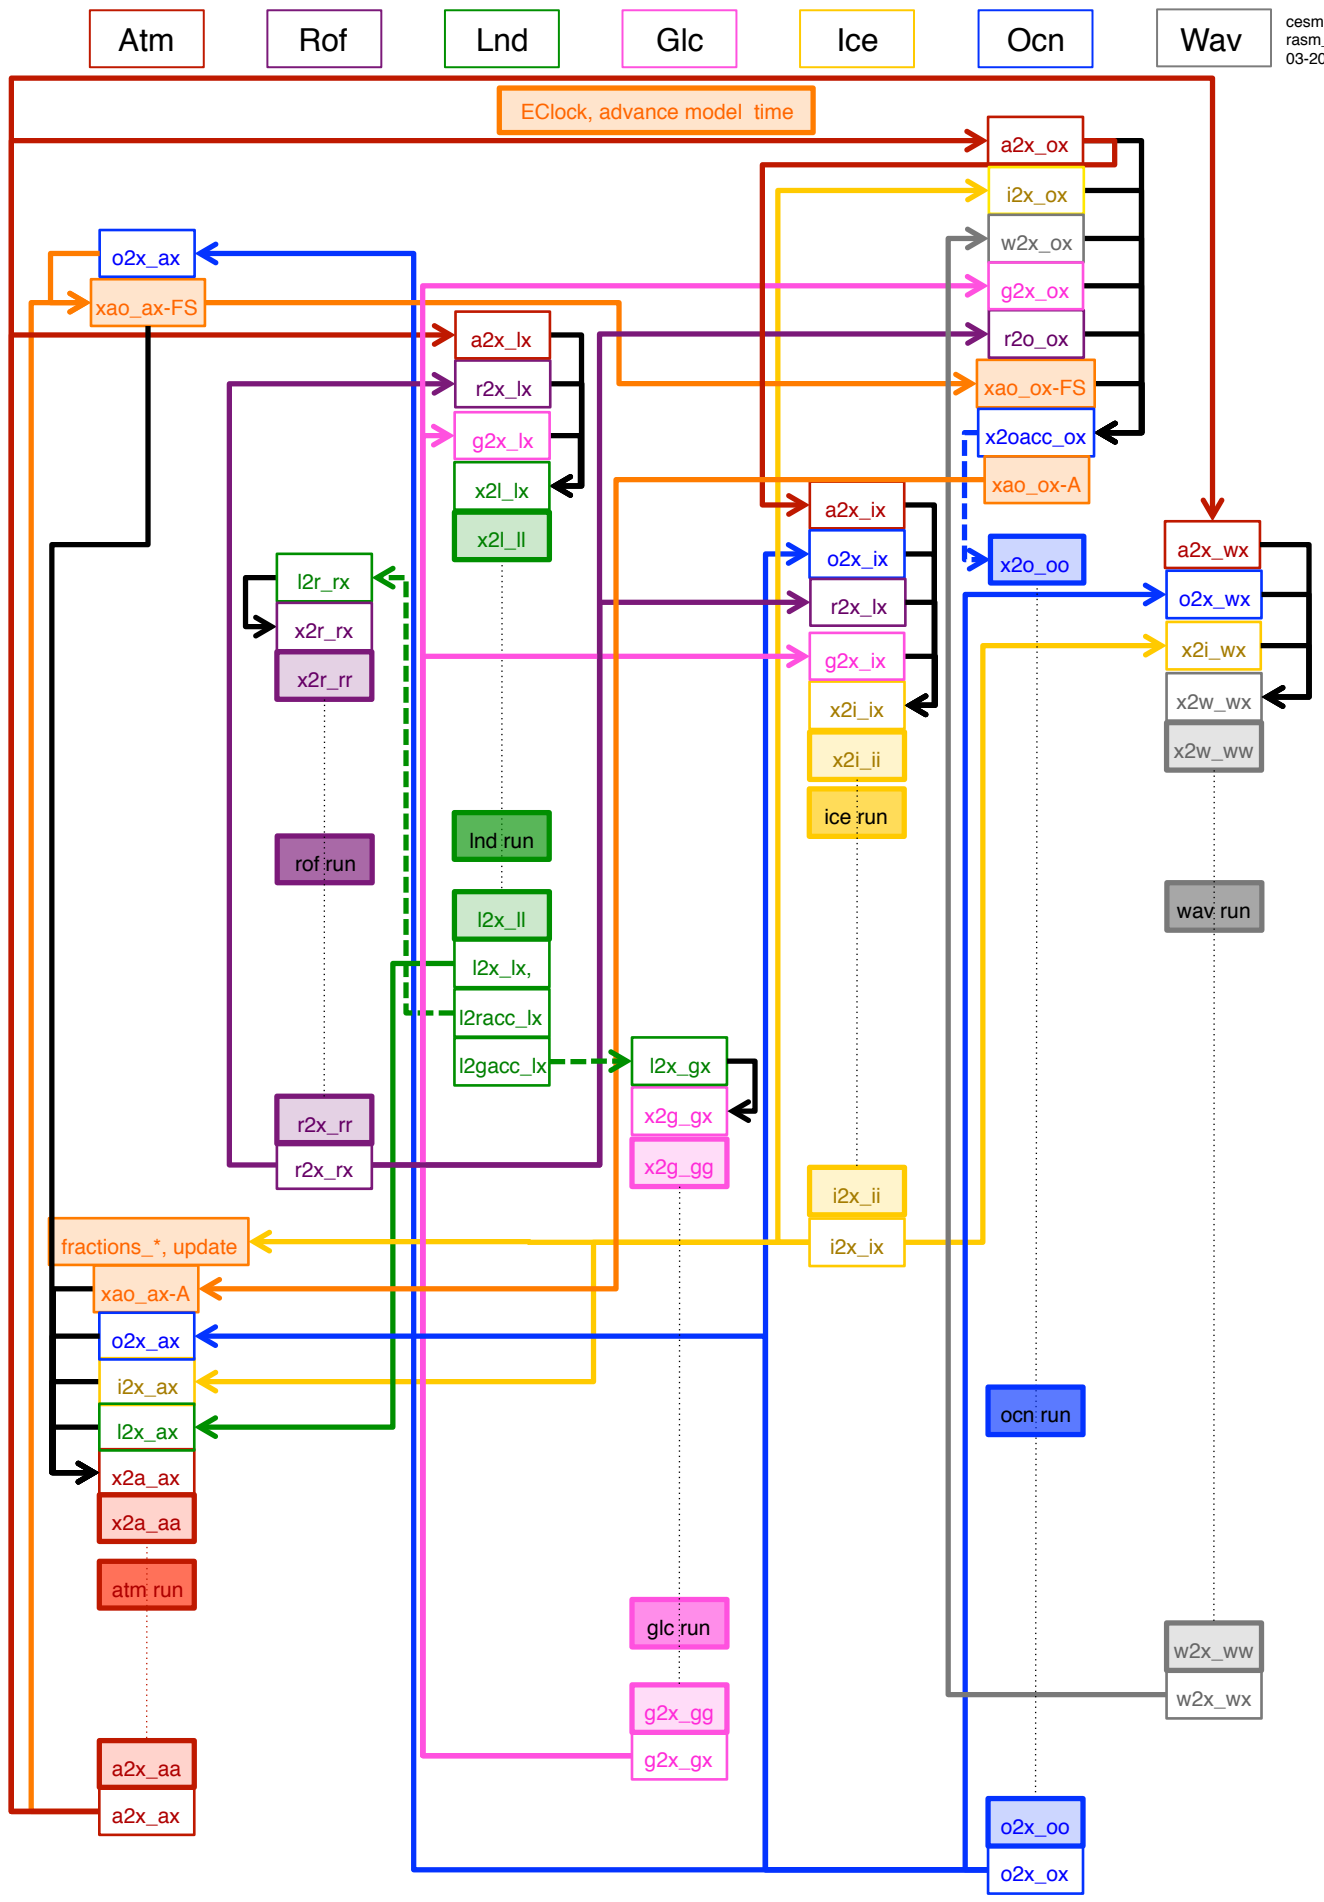 Atm
Rof
Lnd
Glc
Ice
Ocn
Wav
cesm
rasm_
03-20
EClock, advance model time
a2x_ox
i2x_ox
w2x_ox
g2x_ox
r2o_ox
xao_ox-FS
x2oacc_ox
xao_ox-A
x2o_oo
o2x_ax
xao_ax-FS
a2x_lx
r2x_lx
g2x_lx
x2l_lx
x2l_ll
l2r_rx
x2r_rx
x2r_rr
a2x_ix
o2x_ix
r2x_lx
g2x_ix
x2i_ix
x2i_ii
ice run
a2x_wx
o2x_wx
x2i_wx
x2w_wx
x2w_ww
rof run
lnd run
wav run
l2x_ll
l2x_lx,
l2racc_lx
l2gacc_lx
l2x_gx
x2g_gx
x2g_gg
r2x_rr
r2x_rx
i2x_ii
i2x_ix
fractions_*, update
xao_ax-A
o2x_ax
i2x_ax
l2x_ax
x2a_ax
x2a_aa
atm run
ocn run
glc run
g2x_gg
g2x_gx
w2x_ww
w2x_wx
a2x_aa
a2x_ax
o2x_oo
o2x_ox